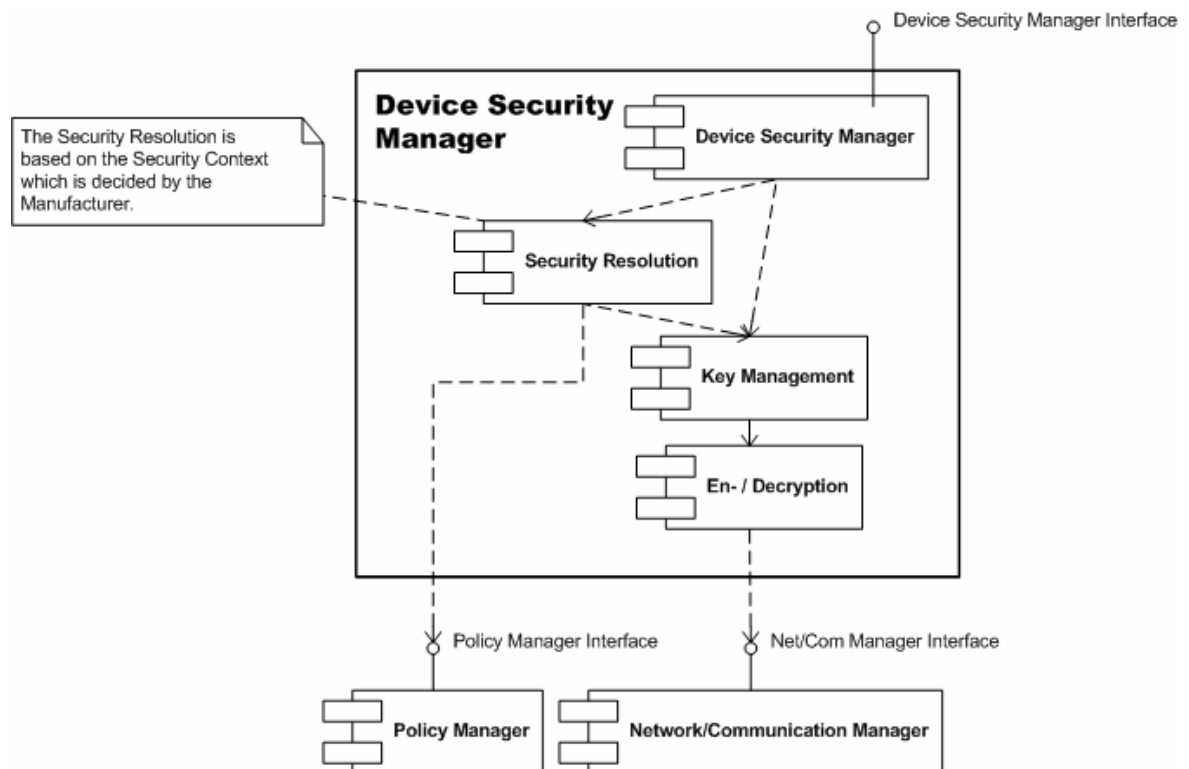 Device Security Manager Interface
Device Security
Manager
Device Security Manager
The Security Resolution is
based on the Security Context
which is decided by the
Manufacturer.
Security Resolution
Key Management
En- / Decryption
Policy Manager Interface
Net/Com Manager Interface
Policy Manager
Network/Communication Manager